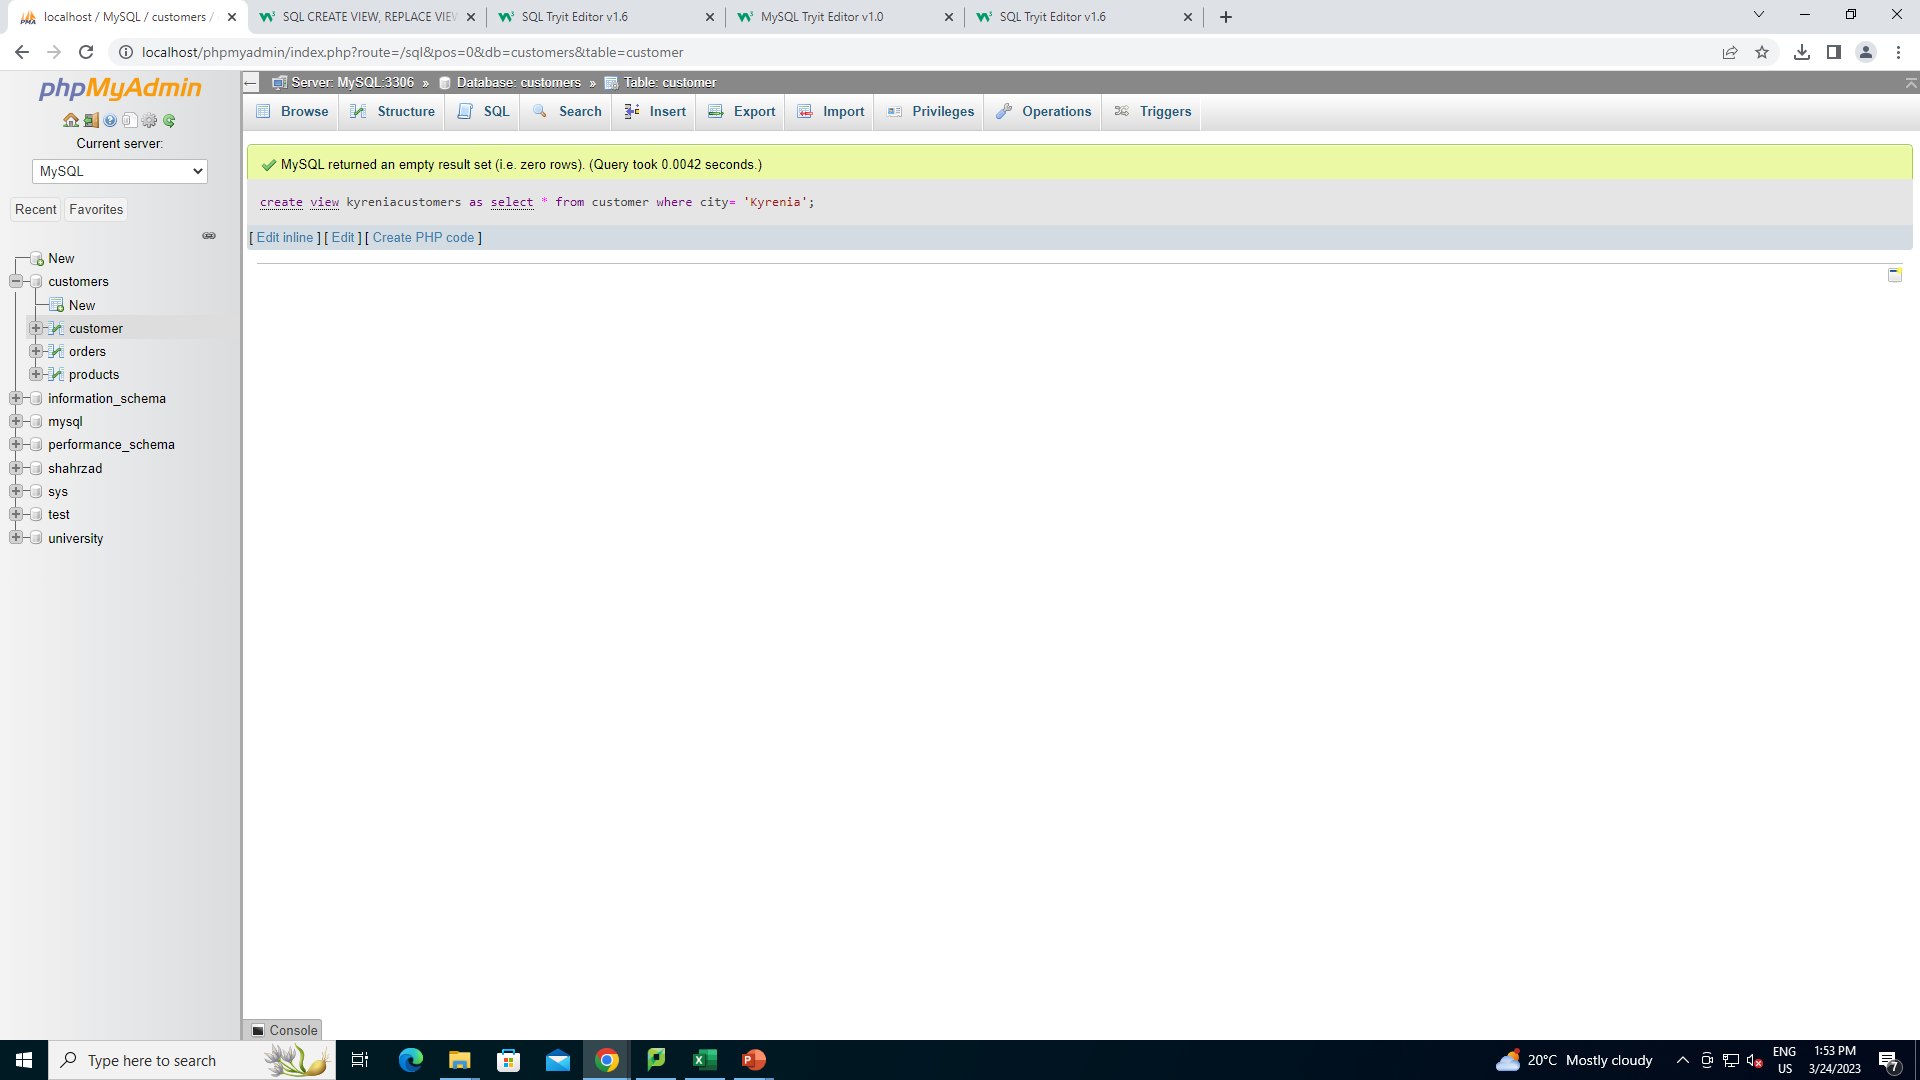 localhost / MySQL / customers /
SQL CREATE VIEW, REPLACE VIEW
SQL Tryit Editor v1.6
MySQL Tryit Editor v1.0
SQL Tryit Editor v1.6
localhost/phpmyadmin/index.php?route=/sql&pos=0&db=customers&table=customer
phpMyAdmin
Current server:
MySQL
Recent Favorites
New
customers
New
customer
orders
products
information_schema
mysql
performance_schema
shahrzad
sys
test
university
Server: MySQL:3306 » Database: customers » Table: customer
Browse Structure SQL Search Insert Export Import Privileges Operations Triggers
MySQL returned an empty result set (i.e. zero rows). (Query took 0.0042 seconds.)
create view kyreniacustomers as select * from customer where city= 'Kyrenia';
[ Edit inline ] [ Edit ] [ Create PHP code ]
Console
Type here to search
20°C Mostly cloudy
ENG
US
1:53 PM
3/24/2023
7